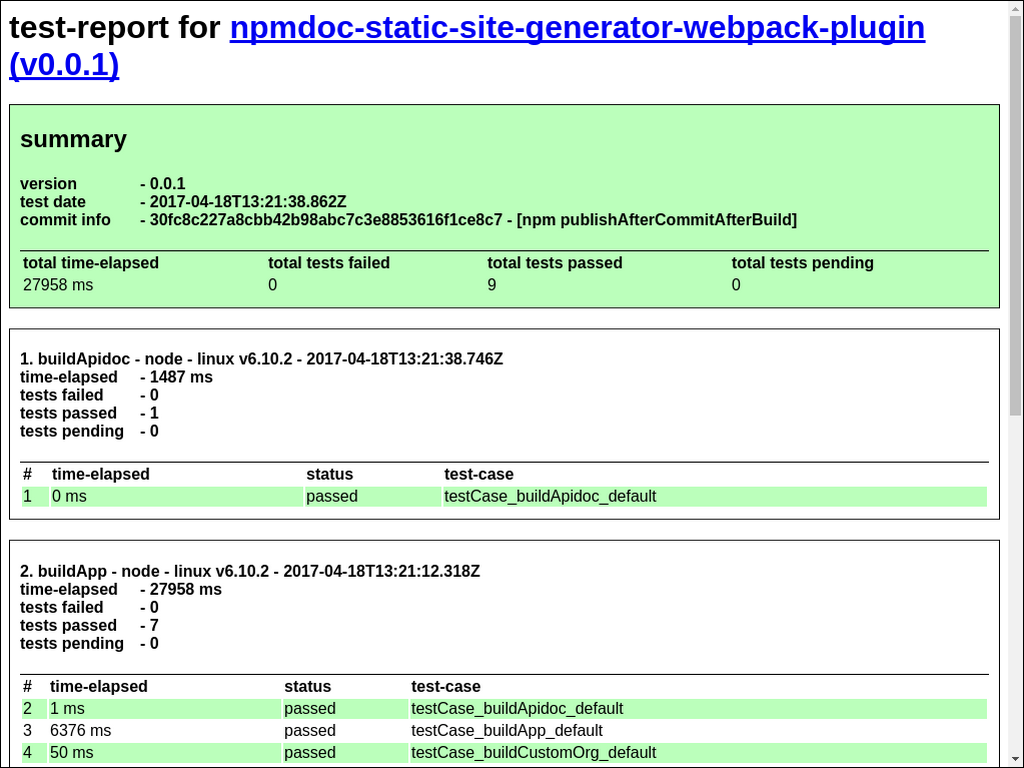 test-report for npmdoc-static-site-generator-webpack-plugin
(v0.0.1)
summary
version - 0.0.1
test date - 2017-04-18T13:21:38.862Z
commit info - 30fc8c227a8cbb42b98abc7c3e8853616f1ce8c7 - [npm publishAfterCommitAfterBuild]
total time-elapsed total tests failed total tests passed total tests pending
27958 ms 0 9 0
1. buildApidoc - node - linux v6.10.2 - 2017-04-18T13:21:38.746Z
time-elapsed - 1487 ms
tests failed - 0
tests passed - 1
tests pending - 0
# time-elapsed status test-case
1 0 ms passed testCase_buildApidoc_default
2. buildApp - node - linux v6.10.2 - 2017-04-18T13:21:12.318Z
time-elapsed - 27958 ms
tests failed - 0
tests passed - 7
tests pending - 0
# time-elapsed status test-case
2 1 ms passed testCase_buildApidoc_default
3 6376 ms passed testCase_buildApp_default
4 50 ms passed testCase_buildCustomOrg_default